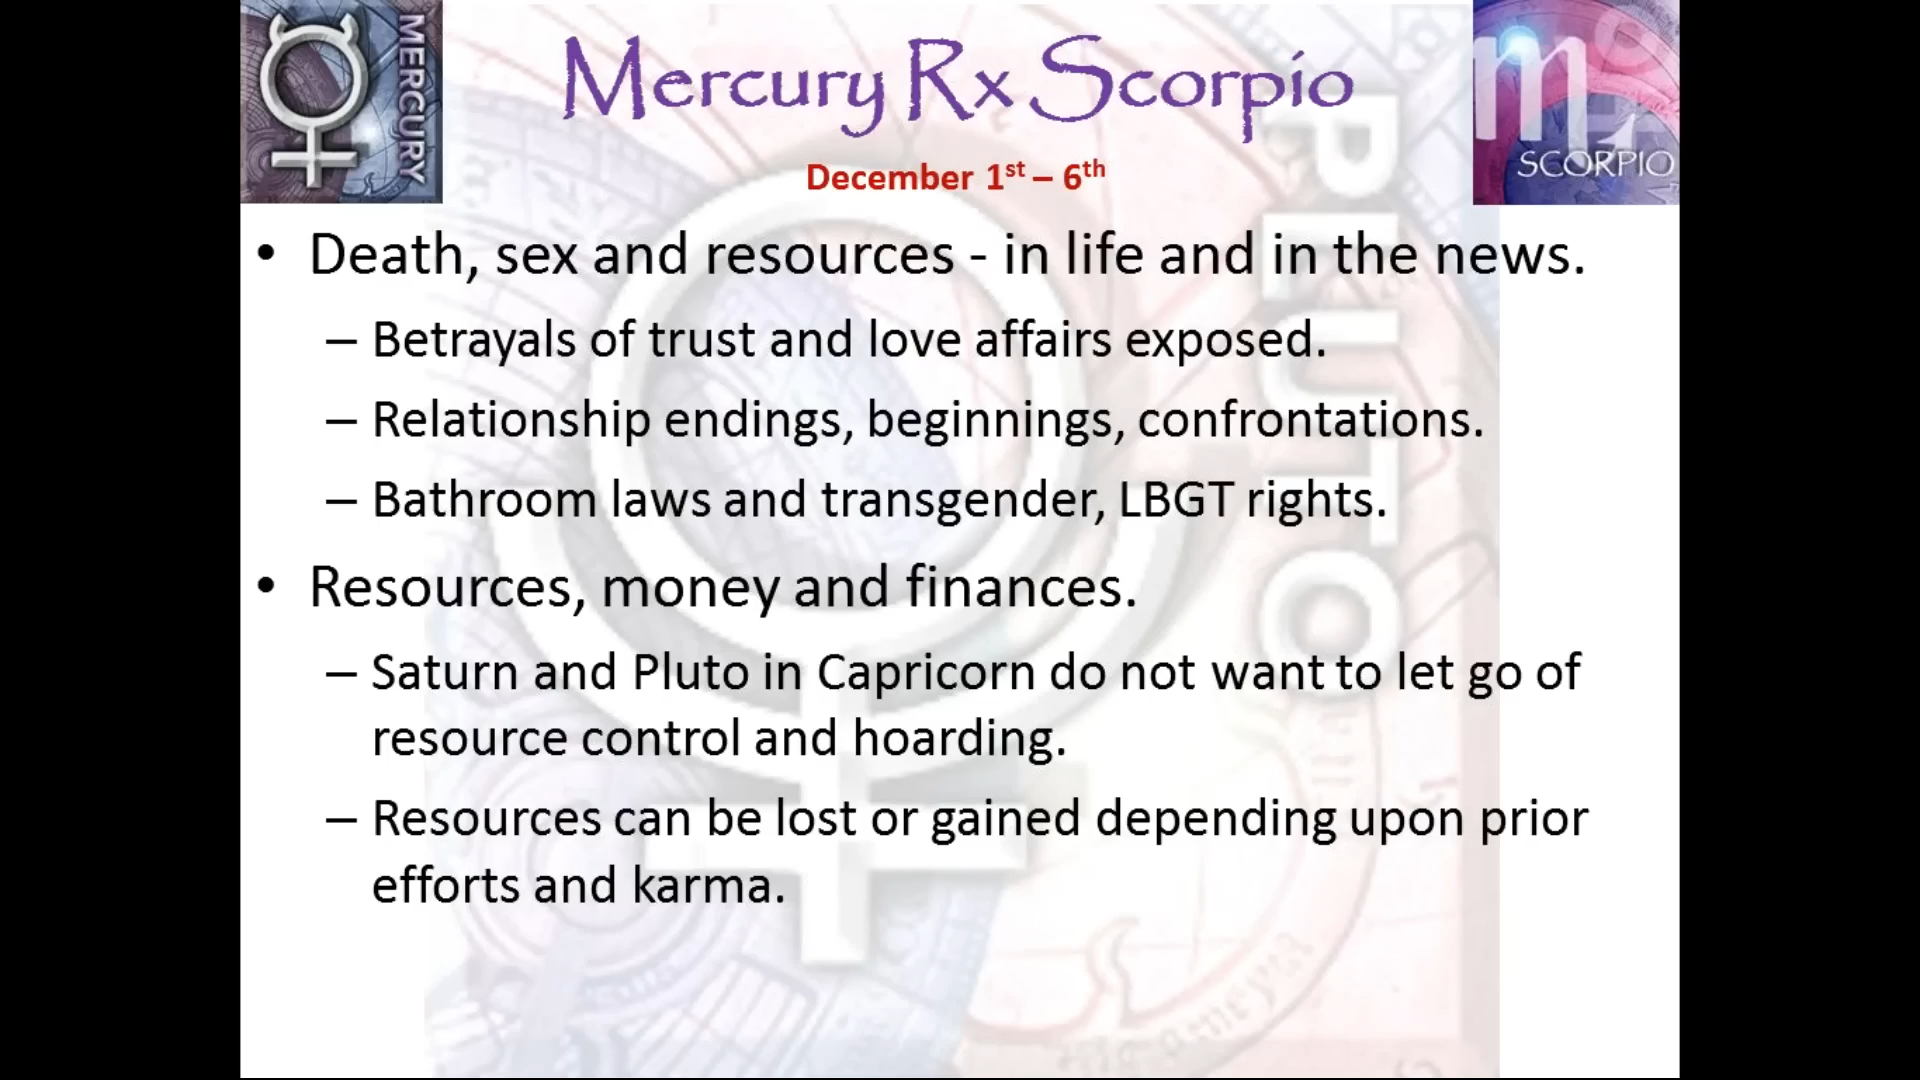 MERCURY
Mercury Rx Scorpio
SCORPIO
December 1st – 6th
PLUTO
• Death, sex and resources - in life and in the news.
– Betrayals of trust and love affairs exposed.
– Relationship endings, beginnings, confrontations.
– Bathroom laws and transgender, LBGT rights.
• Resources, money and finances.
– Saturn and Pluto in Capricorn do not want to let go of
resource control and hoarding.
– Resources can be lost or gained depending upon prior
efforts and karma.